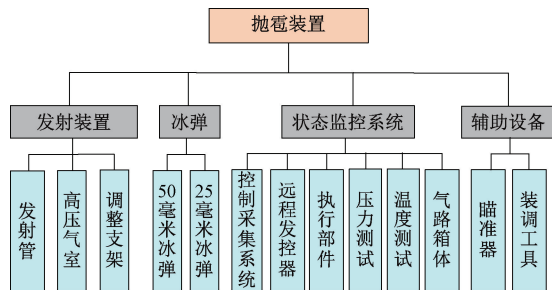 抛雹装置
发射装置
冰弹
状态监控系统
辅助设备
发射管
高压气室
调整支架
50毫米冰弹
25毫米冰弹
控制采集系统
远程发控器
执行部件
压力测试
温度测试
气路箱体
瞄准器
装调工具